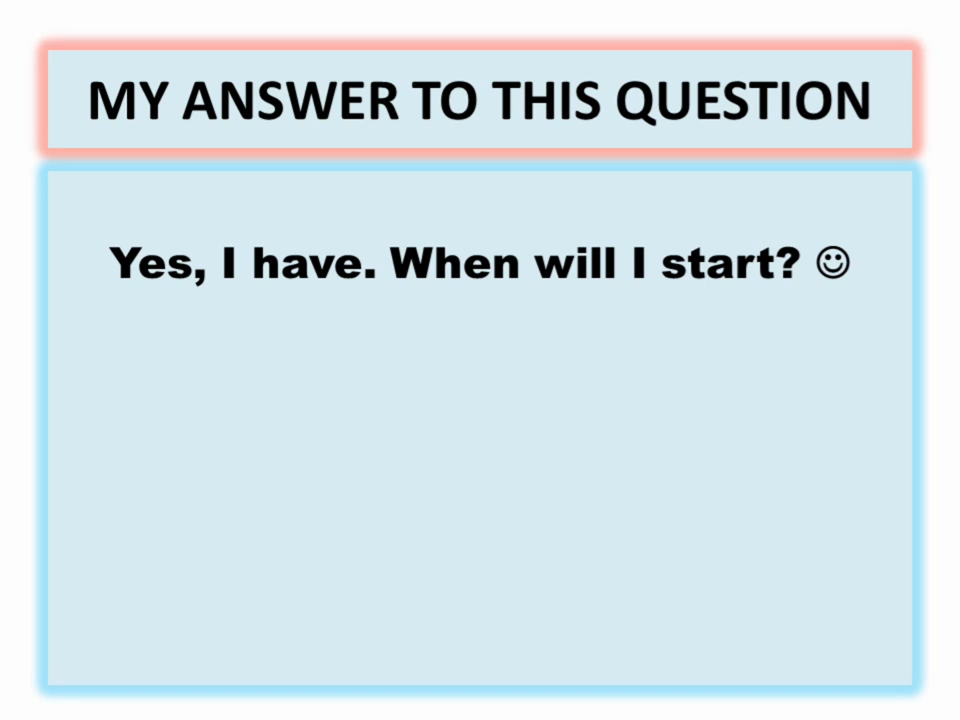 MY ANSWER TO THIS QUESTION
Yes, I have. When will I start? ☺